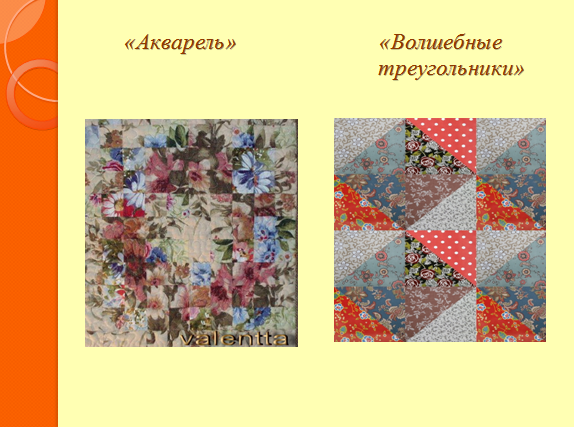 «Акварель»
«Волшебные
треугольники»
valentta